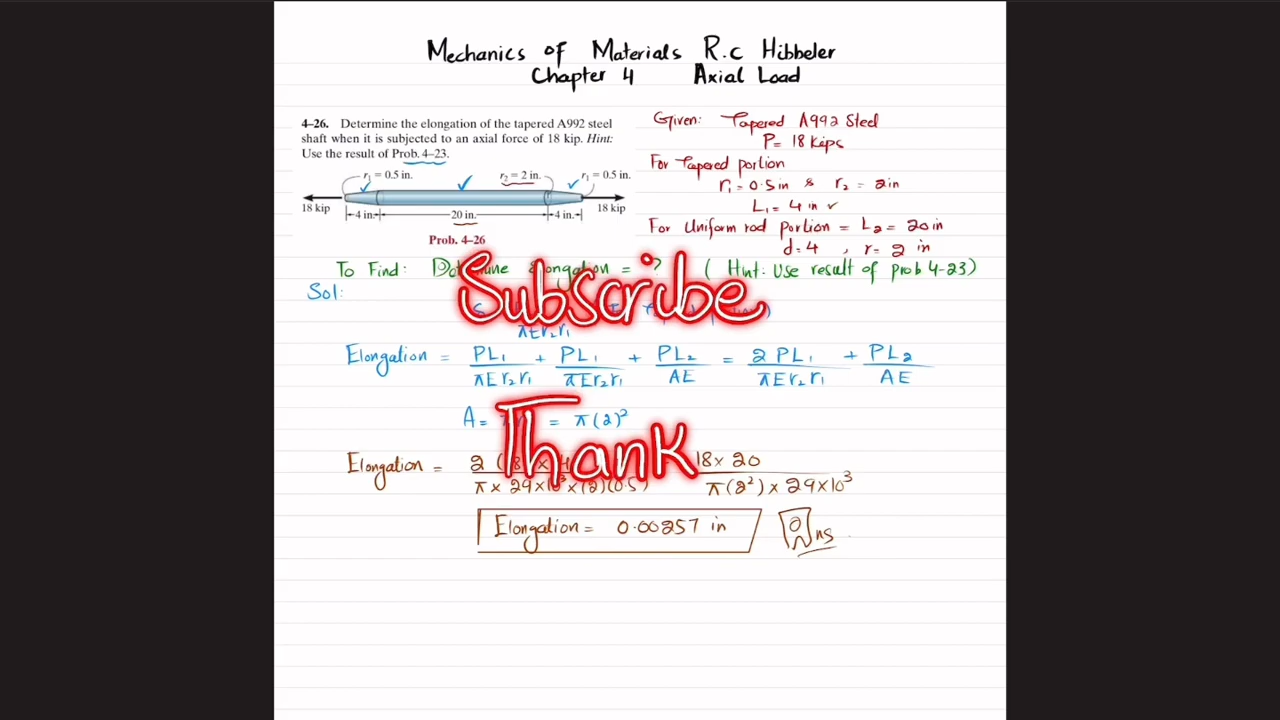 Mechanics of Materials R.c Hibbeler
Chapter 4 Axial Load
4–26. Determine the elongation of the tapered A992 steel
shaft when it is subjected to an axial force of 18 kip. Hint:
Use the result of Prob. 4–23.
r₁ = 0.5 in. r₂ = 2 in. r₁ = 0.5 in.
18 kip 4 in. 20 in. 4 in. 18 kip
Prob. 4–26
Given: Tapered A992 Steel
P= 18 kips
For Tapered portion
r₁ = 0.5 in & r₂ = 2in
L₁ = 4 in
For Uniform rod portion = L₂ = 20 in
d=4 , r= 2 in
To Find: Elongation = ? ( Hint: Use result of prob 4-23)
Sol:
Subscribe
πEr₂r₁
Elongation = PL₁/πEr₂r₁ + PL₁/πEr₂r₁ + PL₂/AE = 2PL₁/πEr₂r₁ + PL₂/AE
A = = π(2)²
Thank
Elongation = 2 18×20
π×29×10³×(2)(0.5) π(2²)×29×10³
Elongation = 0.00257 in Ans